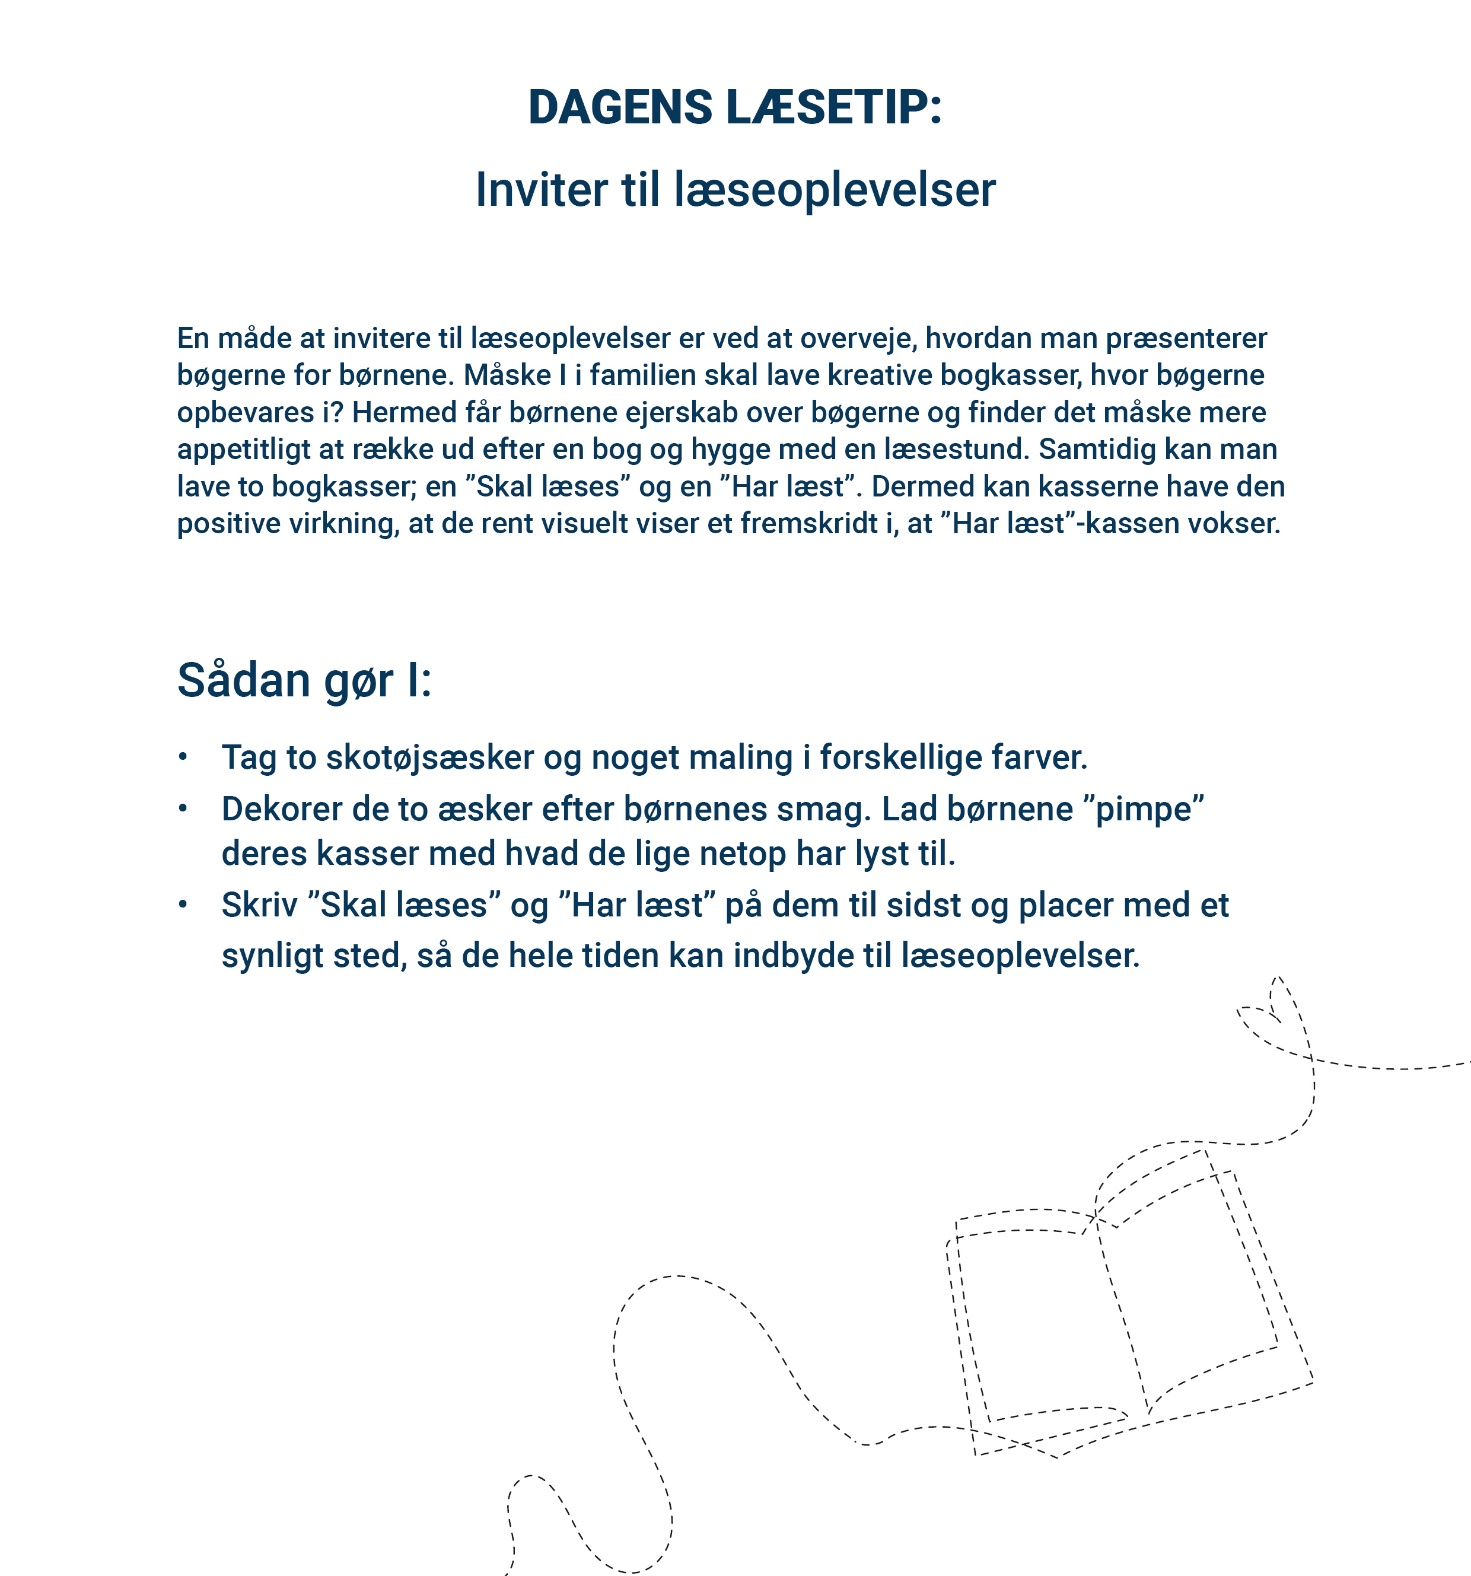 DAGENS LÆSETIP:
Inviter til læseoplevelser
En måde at invitere til læseoplevelser er ved at overveje, hvordan man præsenterer
bøgerne for børnene. Måske I i familien skal lave kreative bogkasser, hvor bøgerne
opbevares i? Hermed får børnene ejerskab over bøgerne og finder det måske mere
appetitligt at række ud efter en bog og hygge med en læsestund. Samtidig kan man
lave to bogkasser; en ”Skal læses” og en ”Har læst”. Dermed kan kasserne have den
positive virkning, at de rent visuelt viser et fremskridt i, at ”Har læst”-kassen vokser.
Sådan gør I:
• Tag to skotøjsæsker og noget maling i forskellige farver.
• Dekorer de to æsker efter børnenes smag. Lad børnene ”pimpe”
deres kasser med hvad de lige netop har lyst til.
• Skriv ”Skal læses” og ”Har læst” på dem til sidst og placer med et
synligt sted, så de hele tiden kan indbyde til læseoplevelser.